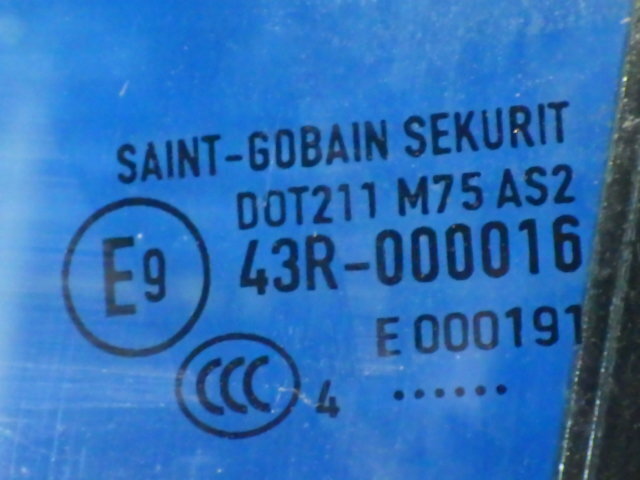 SAINT-GOBAIN SEKURIT
DOT211 M75 AS2
E9 43R-000016
E 000191
CCC 4 ......